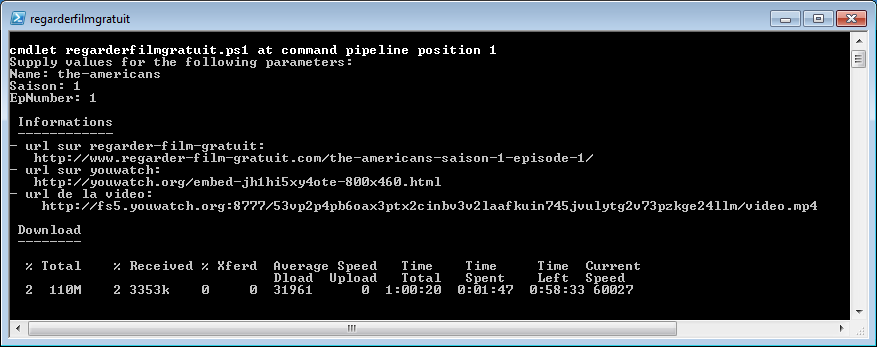 regarderfilmgratuit
cmdlet regarderfilmgratuit.ps1 at command pipeline position 1
Supply values for the following parameters:
Name: the-americans
Saison: 1
EpNumber: 1
Informations
------------
- url sur regarder-film-gratuit:
http://www.regarder-film-gratuit.com/the-americans-saison-1-episode-1/
- url sur youwatch:
http://youwatch.org/embed-jh1hi5xy4ote-800x460.html
- url de la video:
http://fs5.youwatch.org:8777/53vp2p4pb6oax3ptx2cinbv3v2laafkuin745jvulytg2v73pzkge24llm/video.mp4
Download
--------
% Total % Received % Xferd Average Speed Time Time Time Current
Dload Upload Total Spent Left Speed
2 110M 2 3353k 0 0 31961 0 1:00:20 0:01:47 0:58:33 60027